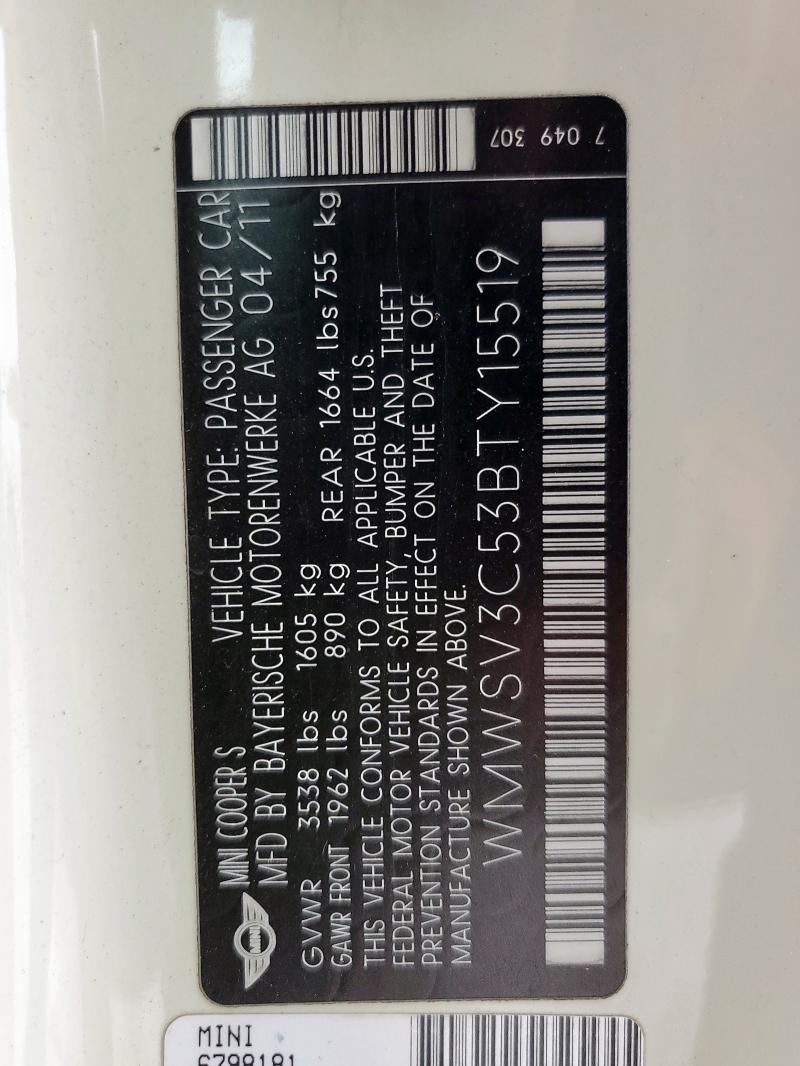 7 049 307
MINI
MINI COOPER S VEHICLE TYPE: PASSENGER CAR
MFD BY BAYERISCHE MOTORENWERKE AG 04/11
GVWR 3538 lbs 1605 kg
GAWR FRONT 1962 lbs 890 kg REAR 1664 lbs 755 kg
THIS VEHICLE CONFORMS TO ALL APPLICABLE U.S.
FEDERAL MOTOR VEHICLE SAFETY, BUMPER AND THEFT
PREVENTION STANDARDS IN EFFECT ON THE DATE OF
MANUFACTURE SHOWN ABOVE.
WMWSV3C53BTY15519
MINI
6798181